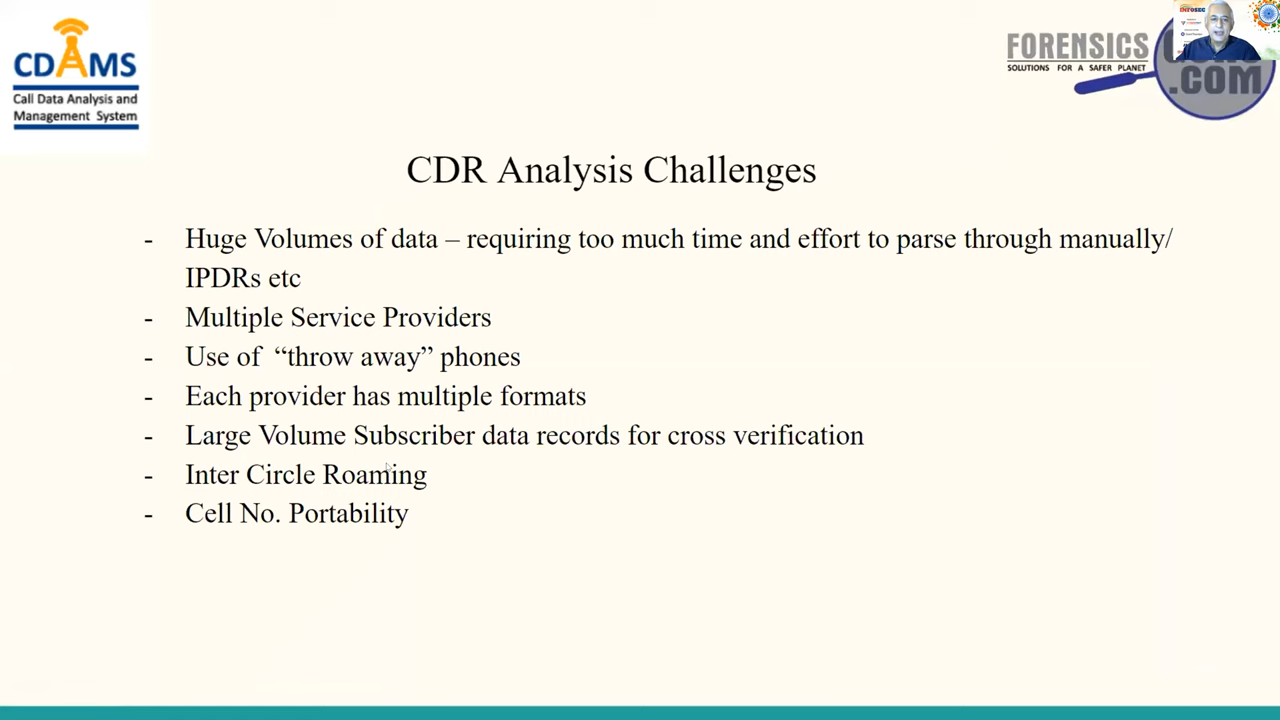 CDAMS
Call Data Analysis and
Management System
FORENSICS
SOLUTIONS FOR A SAFER PLANET
.COM
INFOSEC
CDR Analysis Challenges
- Huge Volumes of data – requiring too much time and effort to parse through manually/
IPDRs etc
- Multiple Service Providers
- Use of “throw away” phones
- Each provider has multiple formats
- Large Volume Subscriber data records for cross verification
- Inter Circle Roaming
- Cell No. Portability